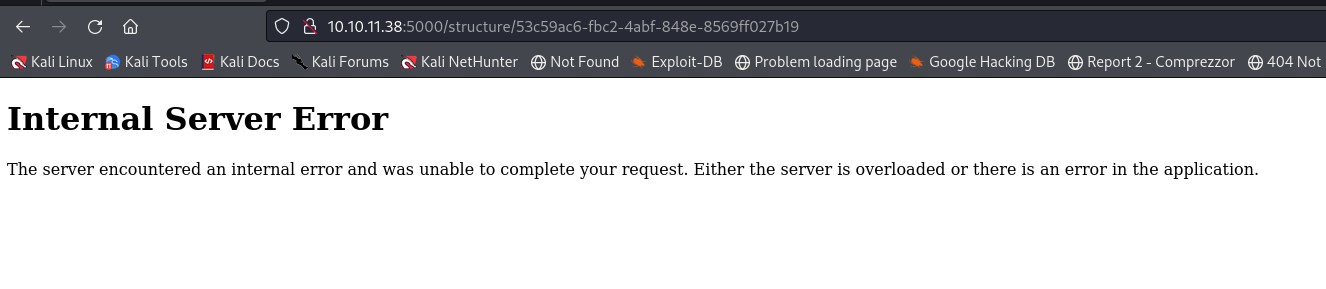 10.10.11.38:5000/structure/53c59ac6-fbc2-4abf-848e-8569ff027b19
Kali Linux Kali Tools Kali Docs Kali Forums Kali NetHunter Not Found Exploit-DB Problem loading page Google Hacking DB Report 2 - Comprezzor 404 Not
Internal Server Error
The server encountered an internal error and was unable to complete your request. Either the server is overloaded or there is an error in the application.